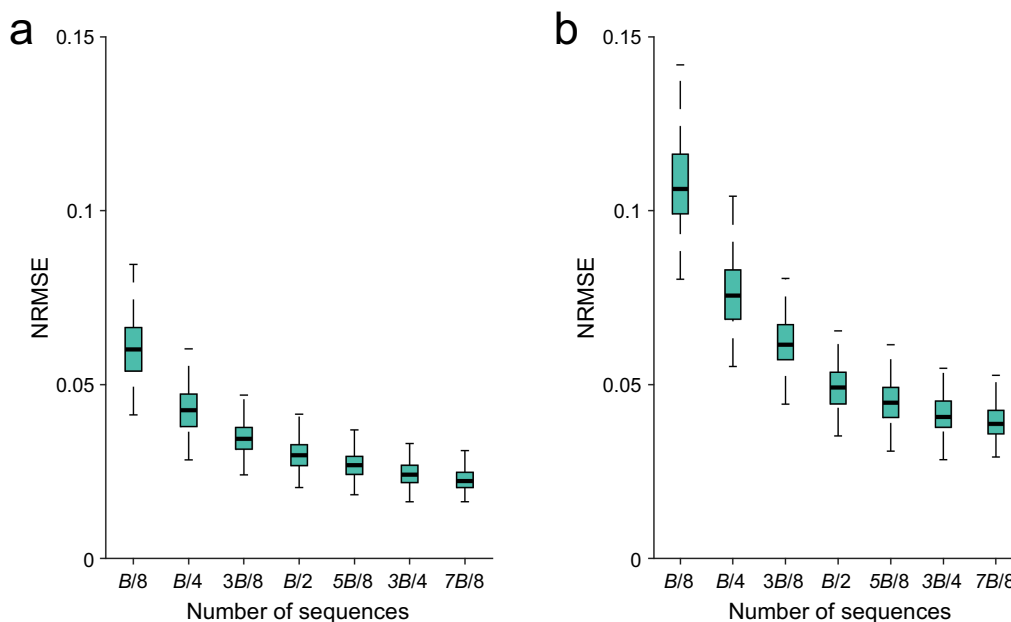 a
0.15
0.1
0.05
0
NRMSE
B/8 B/4 3B/8 B/2 5B/8 3B/4 7B/8
Number of sequences
b
0.15
0.1
0.05
0
NRMSE
B/8 B/4 3B/8 B/2 5B/8 3B/4 7B/8
Number of sequences